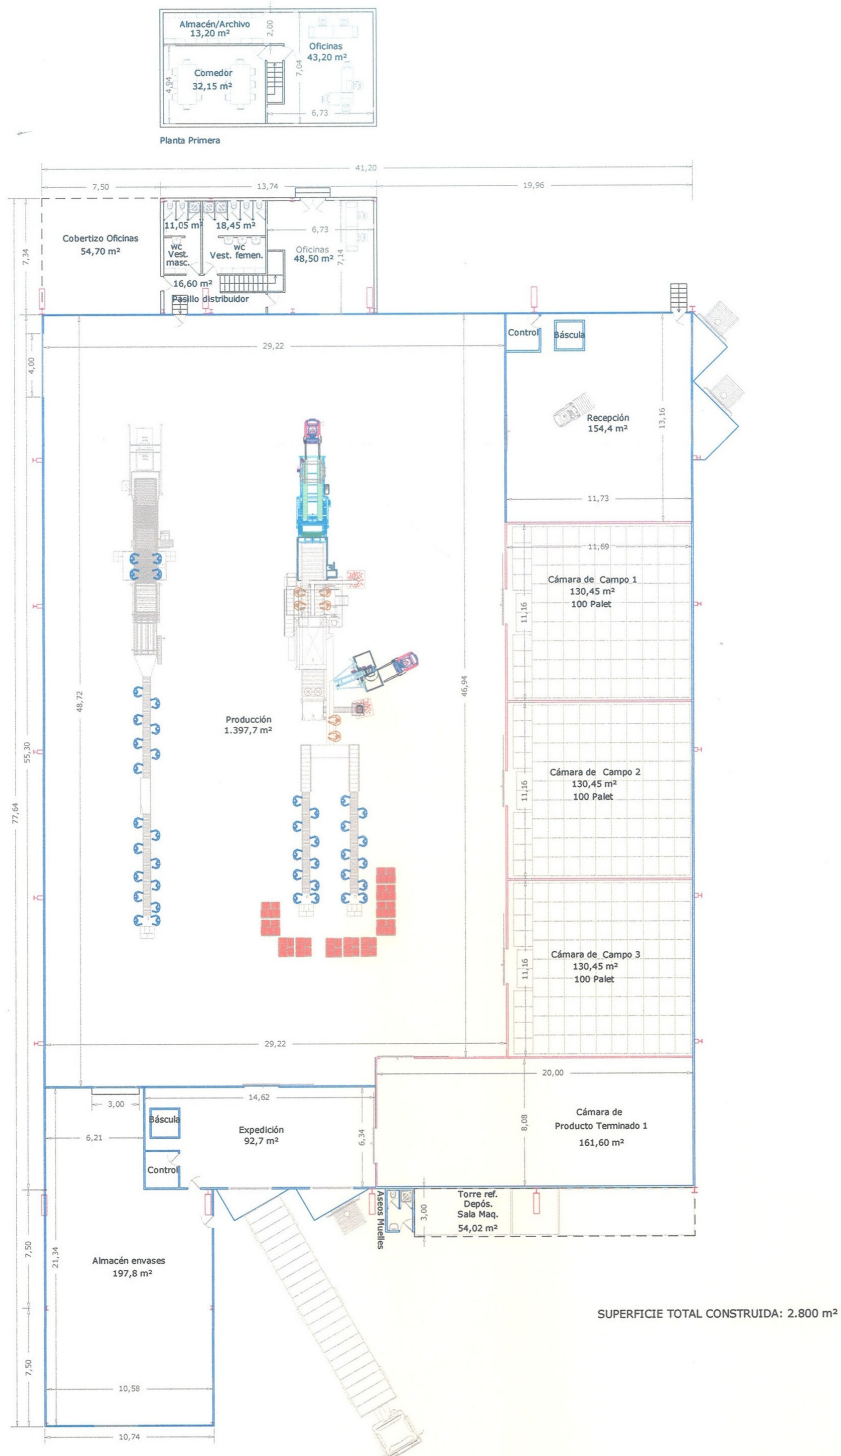 Almacén/Archivo
13,20 m²
2,00
Oficinas
43,20 m²
7,04
Comedor
32,15 m²
4,94
6,73
Planta Primera
41,20
7,50
13,74
19,96
11,05 m²
18,45 m²
6,73
Cobertizo Oficinas
54,70 m²
7,34
wc
Vest.
masc.
wc
Vest. femen.
Oficinas
48,50 m²
7,14
16,60 m²
Pasillo distribuidor
Control
Báscula
29,22
4,00
Recepción
154,4 m²
13,16
11,73
11,69
Cámara de Campo 1
130,45 m²
100 Palet
11,16
48,72
46,94
Producción
1.397,7 m²
55,30
77,64
Cámara de Campo 2
130,45 m²
100 Palet
11,16
Cámara de Campo 3
130,45 m²
100 Palet
11,16
29,22
20,00
3,00
14,62
Báscula
Expedición
92,7 m²
6,34
6,21
Control
8,08
Cámara de
Producto Terminado 1
161,60 m²
Aseos Muelles
3,00
Torre ref.
Depós.
Sala Maq.
54,02 m²
7,50
21,34
Almacén envases
197,8 m²
SUPERFICIE TOTAL CONSTRUIDA: 2.800 m²
7,50
10,58
10,74